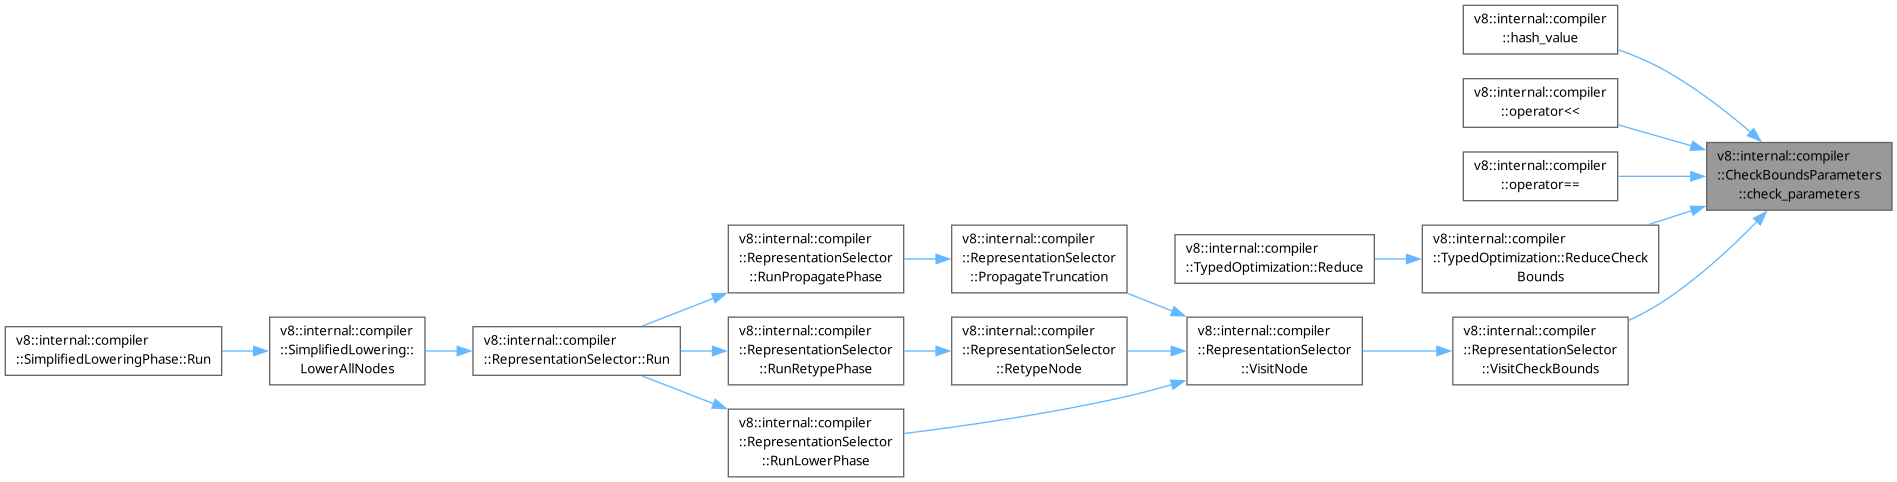 v8::internal::compiler
::hash_value
v8::internal::compiler
::operator<<
v8::internal::compiler
::operator==
v8::internal::compiler
::CheckBoundsParameters
::check_parameters
v8::internal::compiler
::RepresentationSelector
::RunPropagatePhase
v8::internal::compiler
::RepresentationSelector
::PropagateTruncation
v8::internal::compiler
::TypedOptimization::Reduce
v8::internal::compiler
::TypedOptimization::ReduceCheck
Bounds
v8::internal::compiler
::SimplifiedLoweringPhase::Run
v8::internal::compiler
::SimplifiedLowering::
LowerAllNodes
v8::internal::compiler
::RepresentationSelector::Run
v8::internal::compiler
::RepresentationSelector
::RunRetypePhase
v8::internal::compiler
::RepresentationSelector
::RetypeNode
v8::internal::compiler
::RepresentationSelector
::VisitNode
v8::internal::compiler
::RepresentationSelector
::VisitCheckBounds
v8::internal::compiler
::RepresentationSelector
::RunLowerPhase